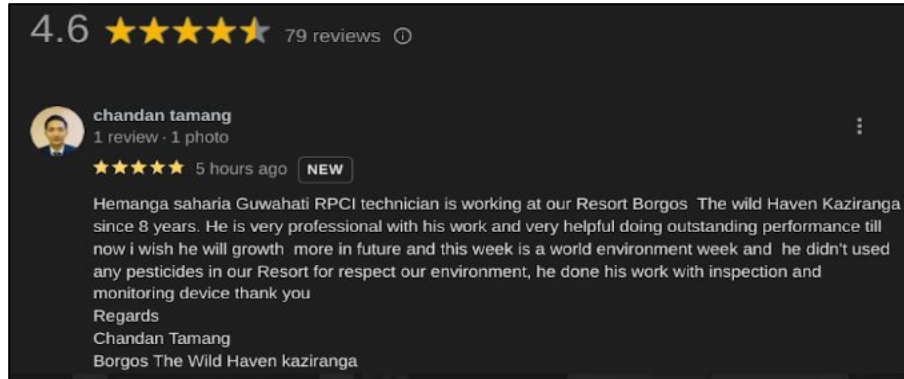 4.6 79 reviews
chandan tamang
1 review · 1 photo
5 hours ago NEW
Hemanga saharia Guwahati RPCI technician is working at our Resort Borgos The wild Haven Kaziranga
since 8 years. He is very professional with his work and very helpful doing outstanding performance till
now i wish he will growth more in future and this week is a world environment week and he didn't used
any pesticides in our Resort for respect our environment, he done his work with inspection and
monitoring device thank you
Regards
Chandan Tamang
Borgos The Wild Haven kaziranga